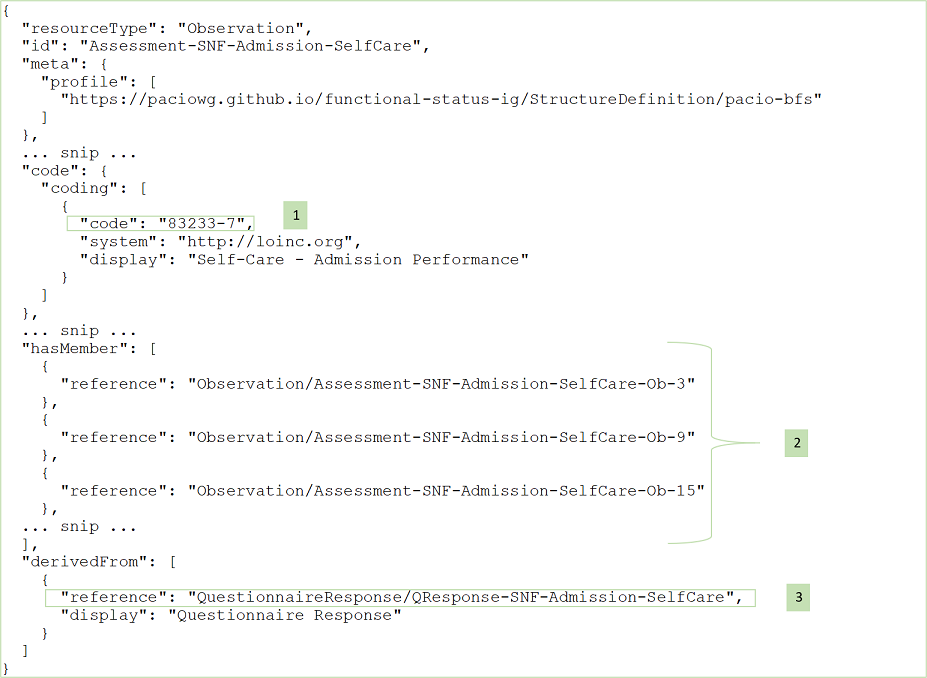 {
"resourceType": "Observation",
"id": "Assessment-SNF-Admission-SelfCare",
"meta": {
"profile": [
"https://paciowg.github.io/functional-status-ig/StructureDefinition/pacio-bfs"
]
},
... snip ...
"code": {
"coding": [
{
"code": "83233-7",
1
"system": "http://loinc.org",
"display": "Self-Care - Admission Performance"
}
]
},
... snip ...
"hasMember": [
{
"reference": "Observation/Assessment-SNF-Admission-SelfCare-Ob-3"
},
{
"reference": "Observation/Assessment-SNF-Admission-SelfCare-Ob-9"
2
},
{
"reference": "Observation/Assessment-SNF-Admission-SelfCare-Ob-15"
},
... snip ...
],
"derivedFrom": [
{
"reference": "QuestionnaireResponse/QResponse-SNF-Admission-SelfCare",
3
"display": "Questionnaire Response"
}
]
}